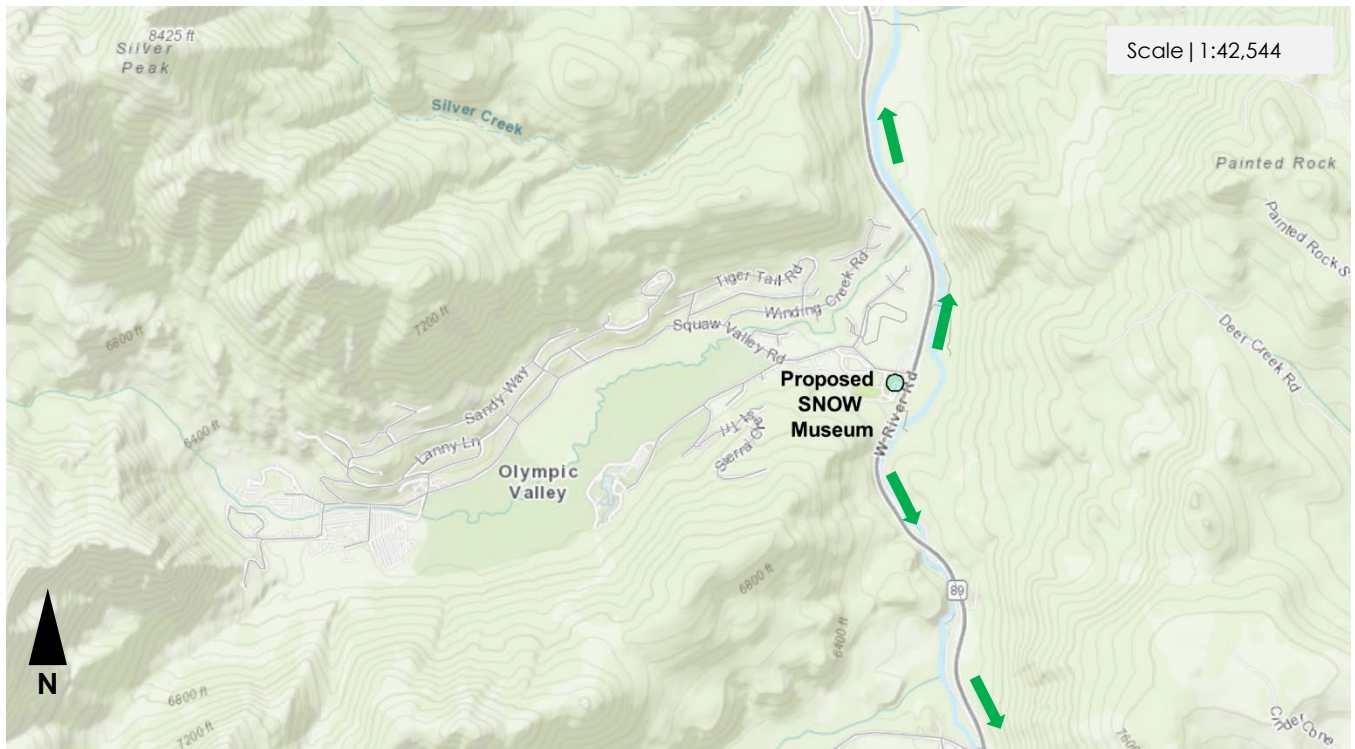 8425 ft
Silver
Peak
Scale | 1:42,544
Silver Creek
Painted Rock
Painted Rock S
Tiger Tail Rd
Winding Creek Rd
Squaw Valley Rd
Deer Creek Rd
7200 ft
6800 ft
Proposed
SNOW
Museum
Sandy Way
W River Rd
6400 ft
Lanny Ln
Olympic
Valley
6800 ft
89
6400 ft
N
6800 ft
7200 ft
7600